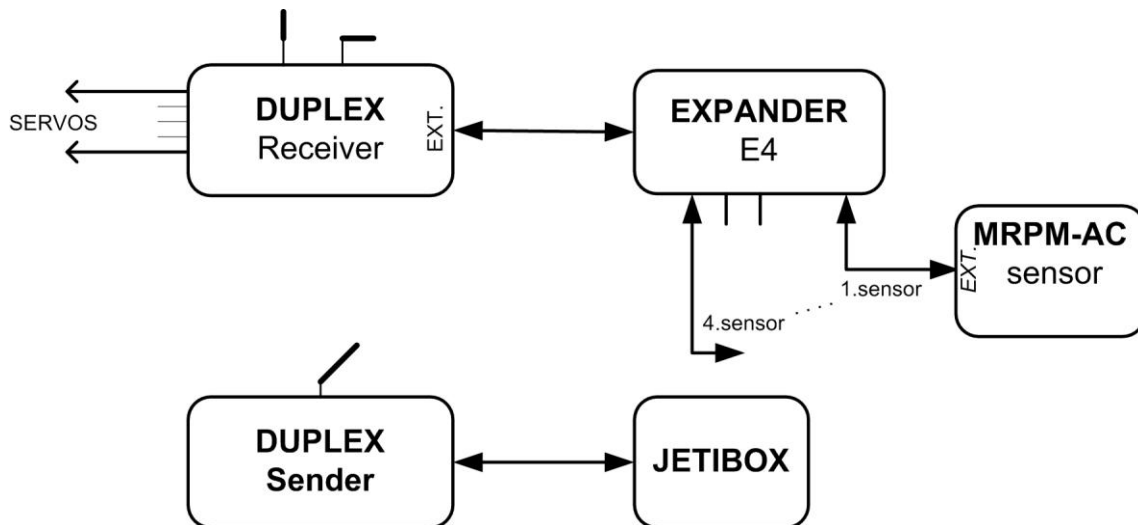 SERVOS
DUPLEX
Receiver
EXT.
EXPANDER
E4
MRPM-AC
sensor
EXT.
1.sensor
4.sensor
DUPLEX
Sender
JETIBOX